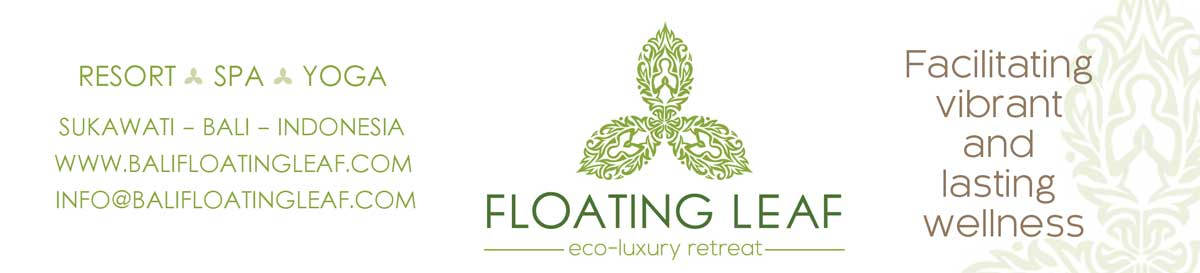 RESORT SPA YOGA
SUKAWATI – BALI – INDONESIA
WWW.BALIFLOATINGLEAF.COM
INFO@BALIFLOATINGLEAF.COM
FLOATING LEAF
eco-luxury retreat
Facilitating
vibrant
and
lasting
wellness